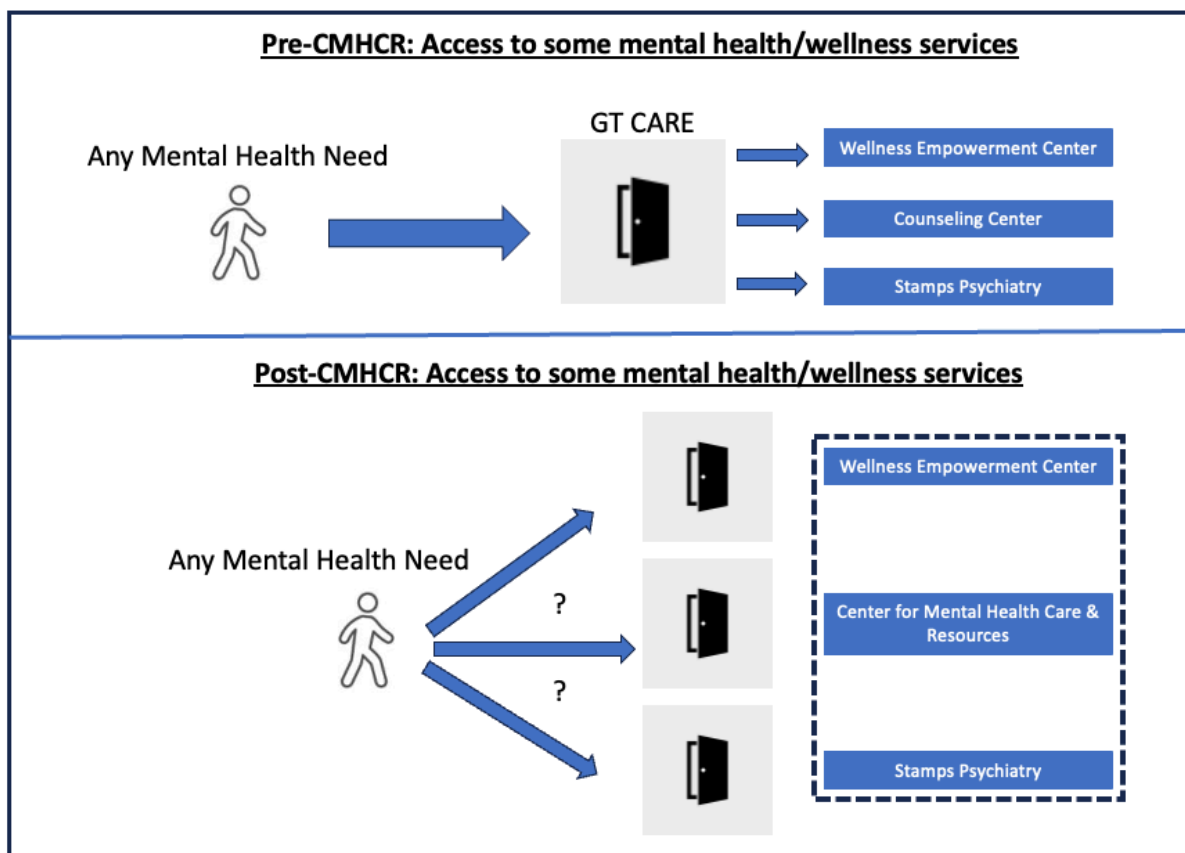 Pre-CMHCR: Access to some mental health/wellness services
GT CARE
Any Mental Health Need
Wellness Empowerment Center
Counseling Center
Stamps Psychiatry
Post-CMHCR: Access to some mental health/wellness services
Wellness Empowerment Center
Any Mental Health Need
?
Center for Mental Health Care &
Resources
?
Stamps Psychiatry